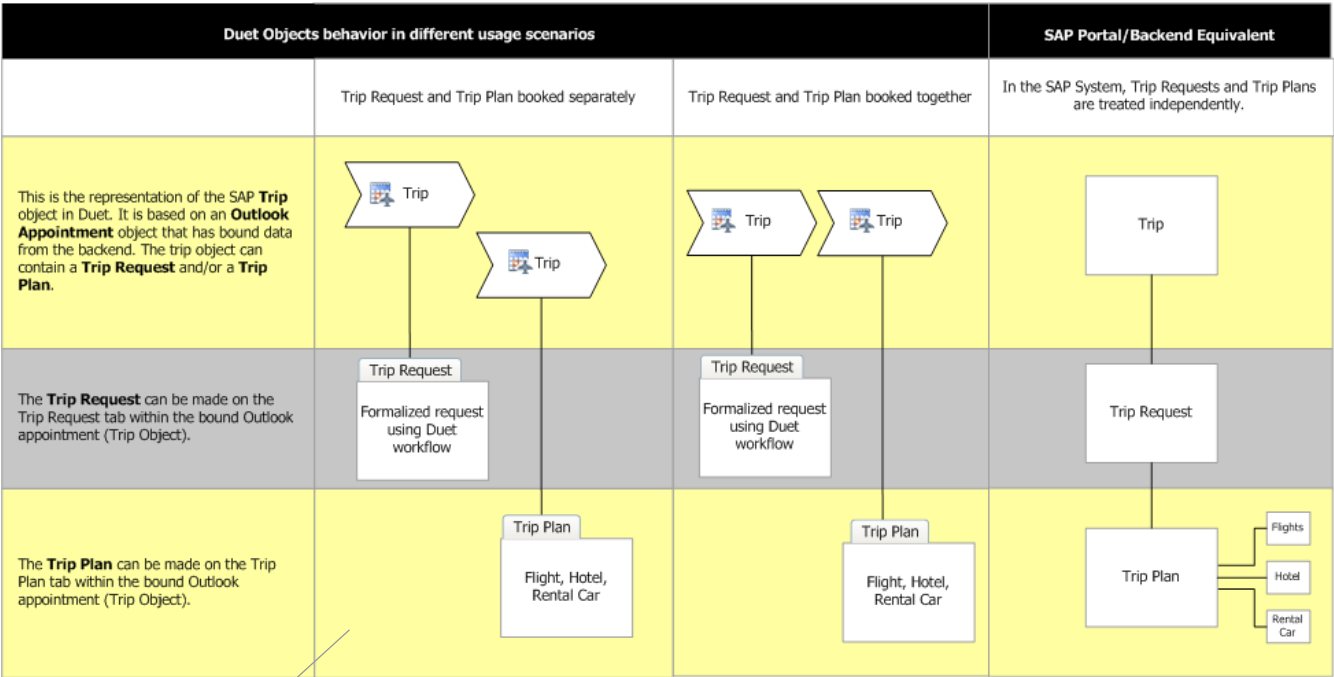 Duet Objects behavior in different usage scenarios
SAP Portal/Backend Equivalent
Trip Request and Trip Plan booked separately
Trip Request and Trip Plan booked together
In the SAP System, Trip Requests and Trip Plans
are treated independently.
This is the representation of the SAP Trip
object in Duet. It is based on an Outlook
Appointment object that has bound data
from the backend. The trip object can
contain a Trip Request and/or a Trip
Plan.
Trip
Trip
Trip
Trip
Trip
The Trip Request can be made on the
Trip Request tab within the bound Outlook
appointment (Trip Object).
Trip Request
Formalized request
using Duet
workflow
Trip Request
Formalized request
using Duet
workflow
Trip Request
The Trip Plan can be made on the Trip
Plan tab within the bound Outlook
appointment (Trip Object).
Trip Plan
Flight, Hotel,
Rental Car
Trip Plan
Flight, Hotel,
Rental Car
Trip Plan
Flights
Hotel
Rental
Car